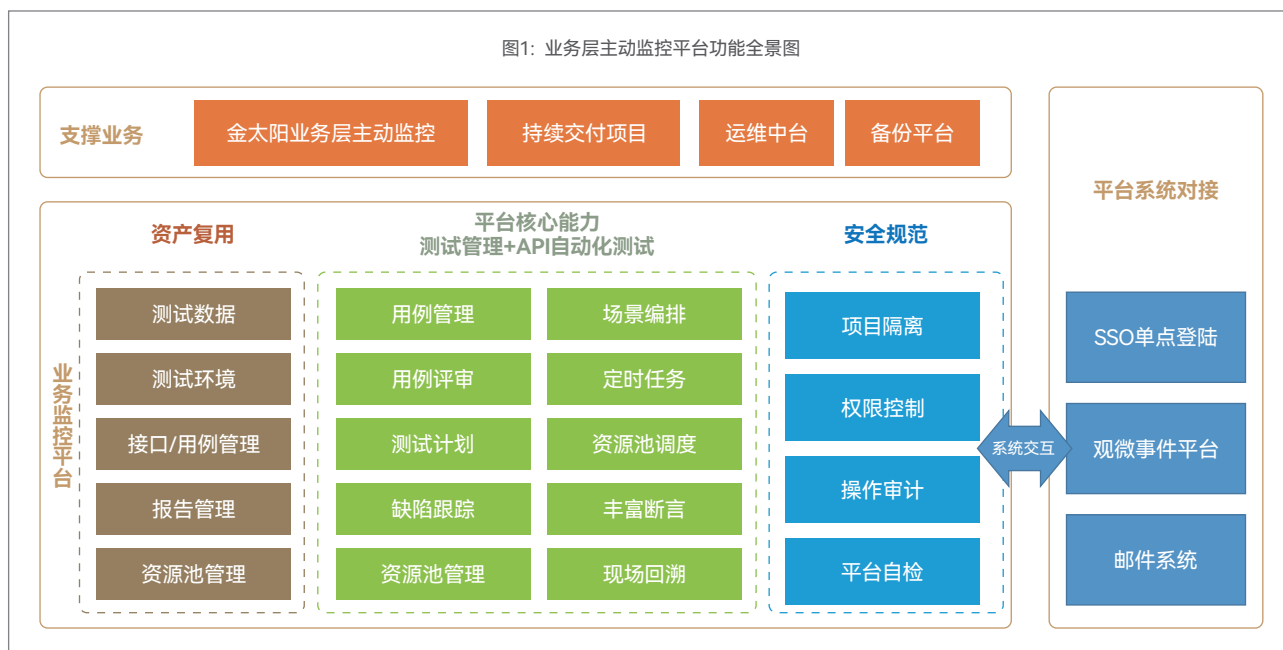 图1: 业务层主动监控平台功能全景图
支撑业务
金太阳业务层主动监控
持续交付项目
运维中台
备份平台
业务监控平台
资产复用
测试数据
测试环境
接口/用例管理
报告管理
资源池管理
平台核心能力
测试管理+API自动化测试
用例管理
场景编排
用例评审
定时任务
测试计划
资源池调度
缺陷跟踪
丰富断言
资源池管理
现场回溯
安全规范
项目隔离
权限控制
操作审计
平台自检
系统交互
平台系统对接
SSO单点登陆
观微事件平台
邮件系统